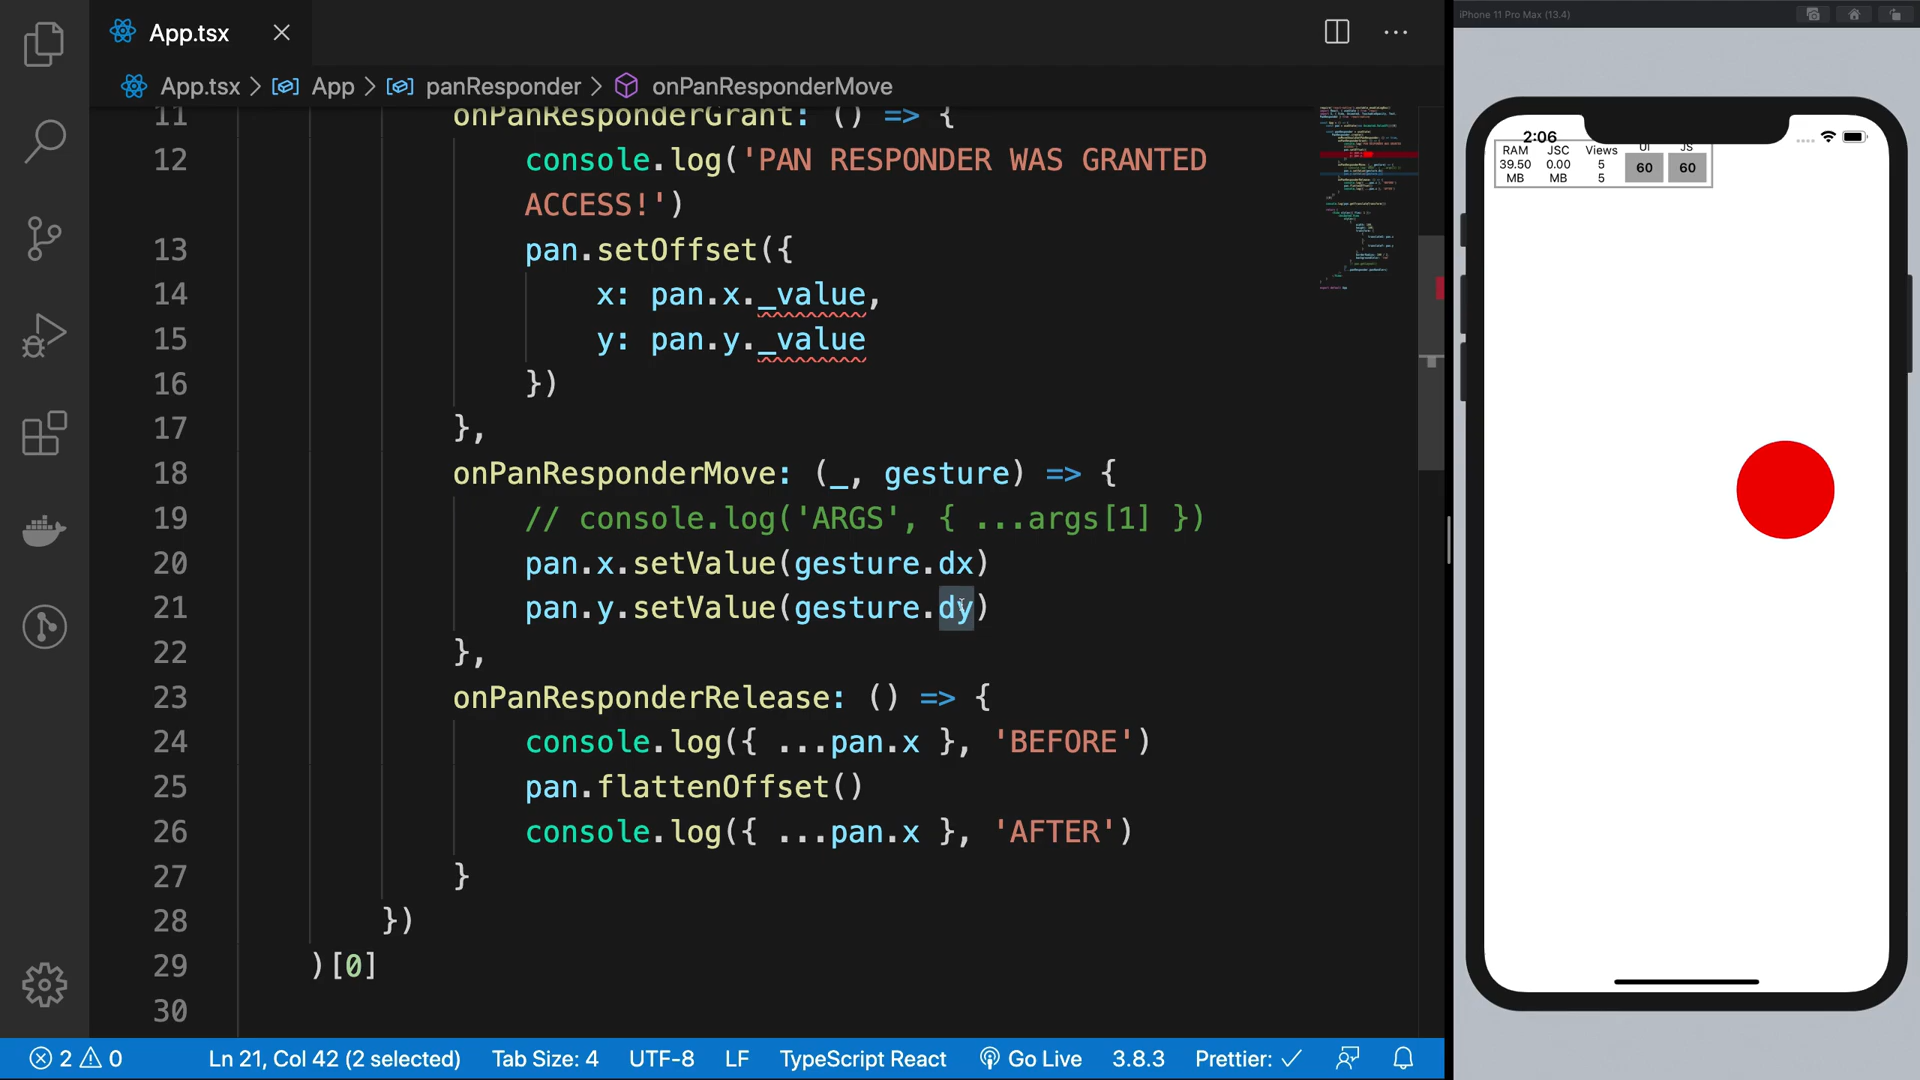 App.tsx
App.tsx > App > panResponder > onPanResponderMove
11 onPanResponderGrant: () => {
12 console.log('PAN RESPONDER WAS GRANTED
ACCESS!')
13 pan.setOffset({
14 x: pan.x._value,
15 y: pan.y._value
16 })
17 },
18 onPanResponderMove: (_, gesture) => {
19 // console.log('ARGS', { ...args[1] })
20 pan.x.setValue(gesture.dx)
21 pan.y.setValue(gesture.dy)
22 },
23 onPanResponderRelease: () => {
24 console.log({ ...pan.x }, 'BEFORE')
25 pan.flattenOffset()
26 console.log({ ...pan.x }, 'AFTER')
27 }
28 })
29 )[0]
30
2 0 Ln 21, Col 42 (2 selected) Tab Size: 4 UTF-8 LF TypeScript React Go Live 3.8.3 Prettier: ✓
iPhone 11 Pro Max (13.4)
2:06
RAM JSC Views UI JS
39.50 0.00 5 60 60
MB MB 5